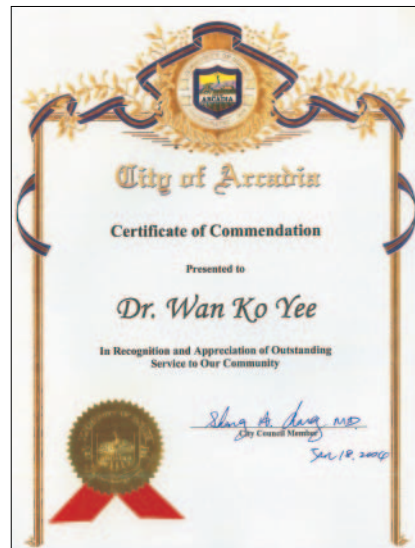 ARCADIA
City of Arcadia
Certificate of Commendation
Presented to
Dr. Wan Ko Yee
In Recognition and Appreciation of Outstanding
Service to Our Community
City Council Member